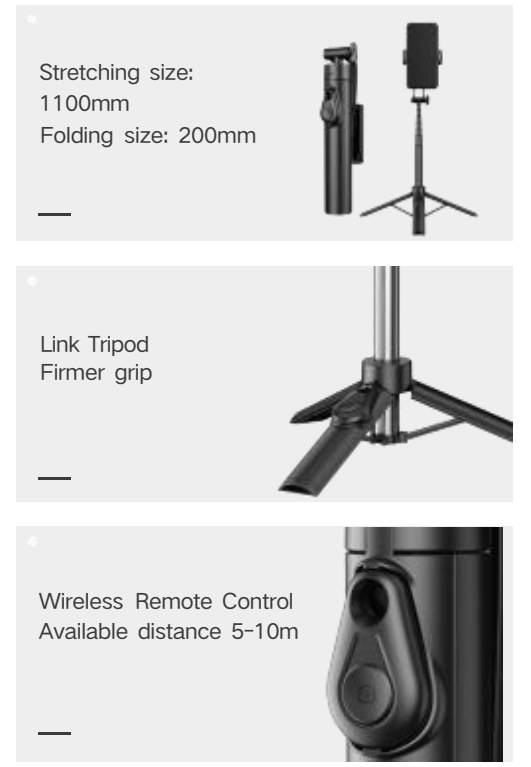 Stretching size:
1100mm
Folding size: 200mm
Link Tripod
Firmer grip
Wireless Remote Control
Available distance 5-10m